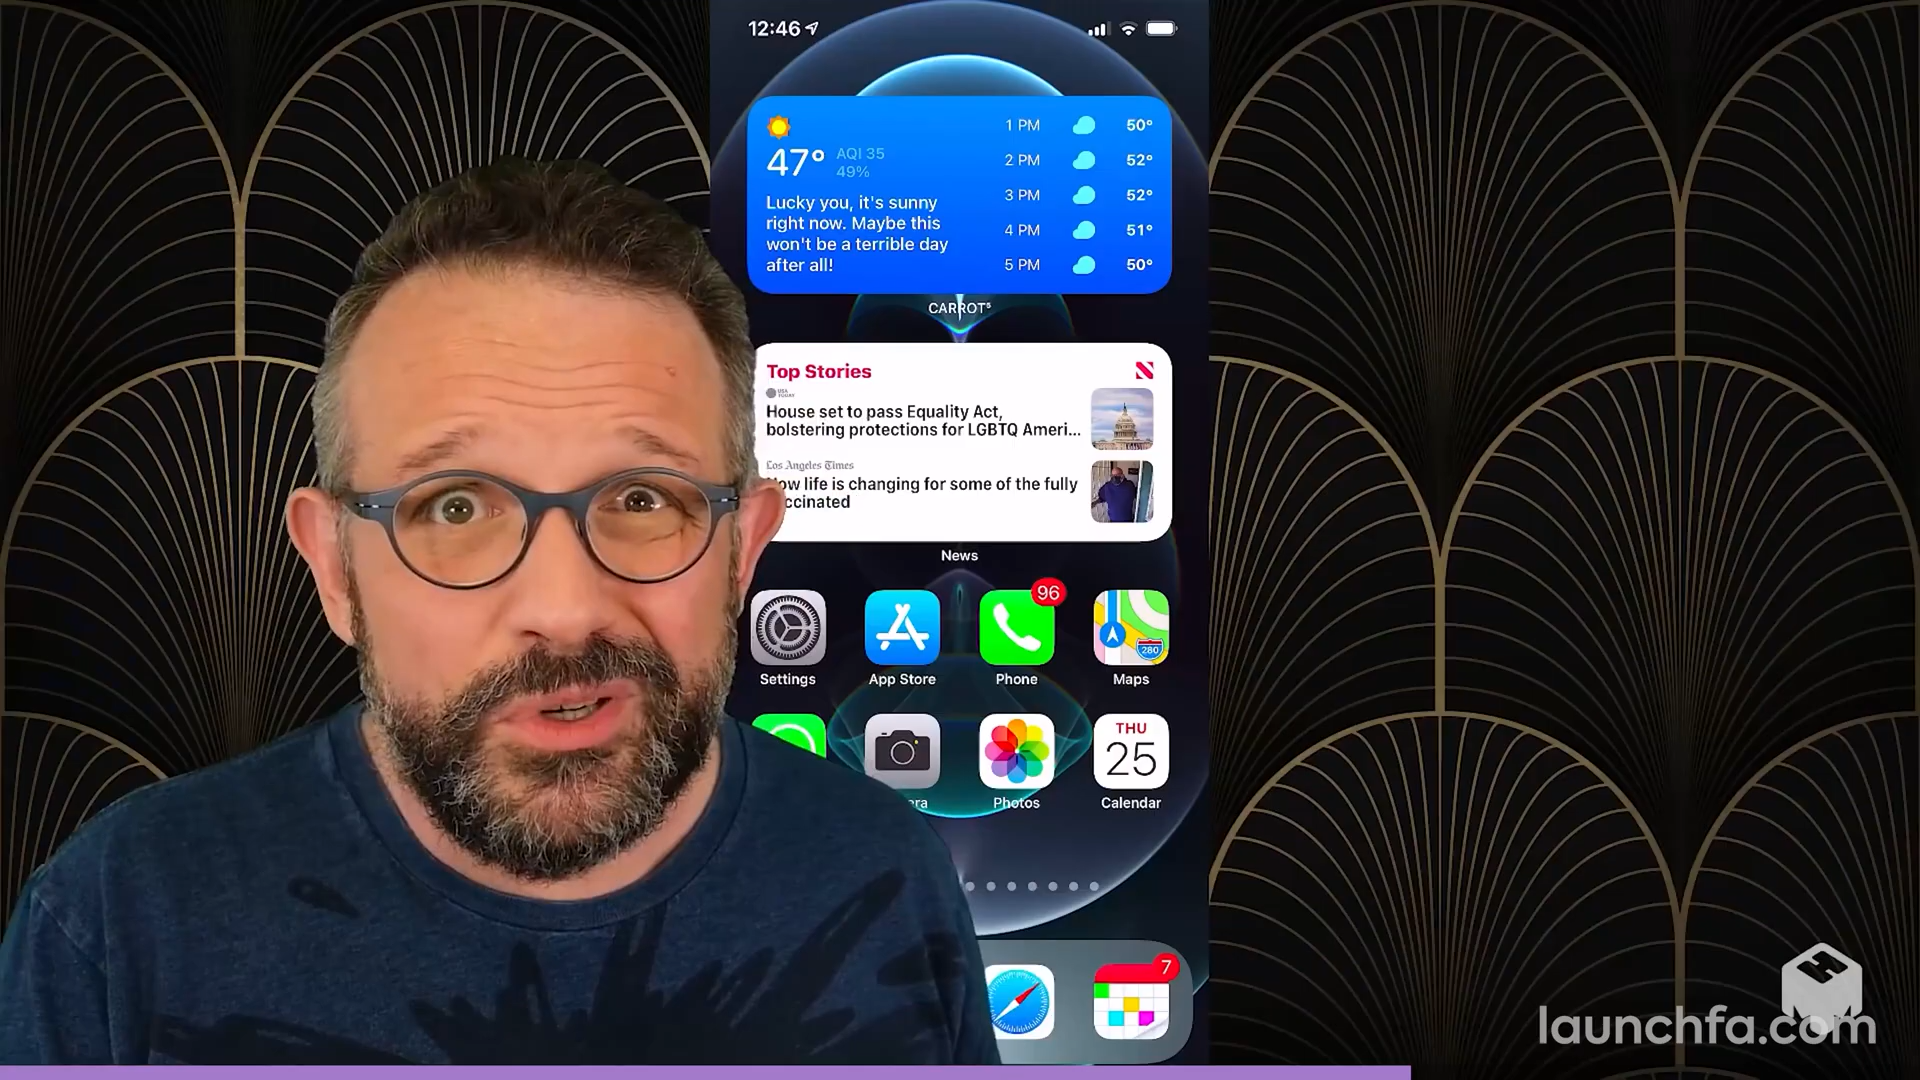 12:46
47°
AQI 35
49%
Lucky you, it's sunny
right now. Maybe this
won't be a terrible day
after all!
1 PM 50°
2 PM 52°
3 PM 52°
4 PM 51°
5 PM 50°
CARROT⁵
Top Stories
USA TODAY
House set to pass Equality Act,
bolstering protections for LGBTQ Ameri...
Los Angeles Times
ow life is changing for some of the fully
ccinated
News
96
280
Settings App Store Phone Maps
THU
25
ra Photos Calendar
7
launchfa.com